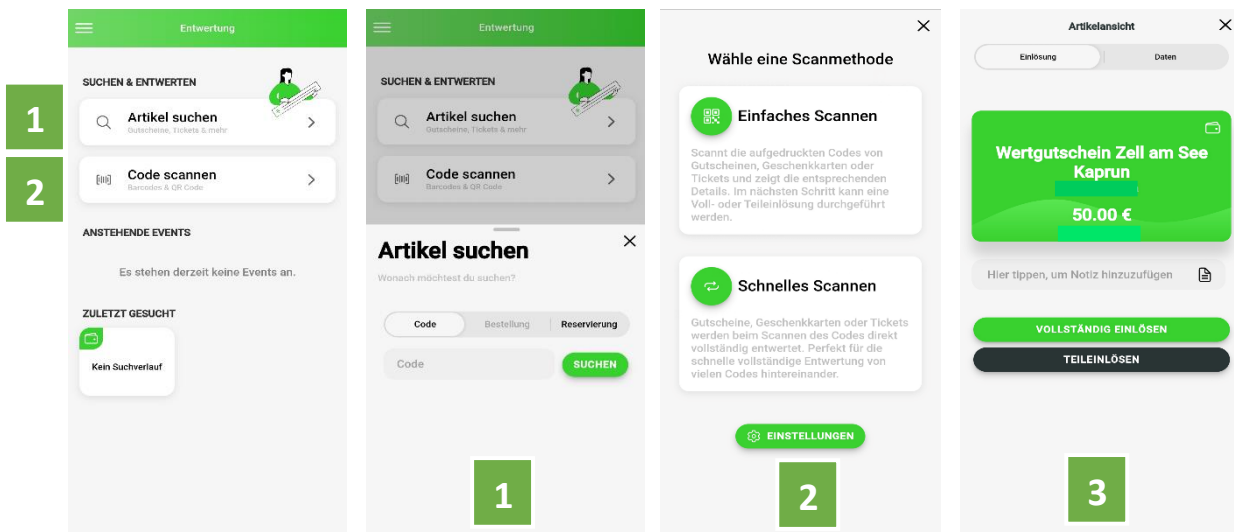 Entwertung
SUCHEN & ENTWERTEN
1
Artikel suchen
Gutscheine, Tickets & mehr
2
Code scannen
Barcodes & QR Code
ANSTEHENDE EVENTS
Es stehen derzeit keine Events an.
ZULETZT GESUCHT
Kein Suchverlauf
Entwertung
SUCHEN & ENTWERTEN
Artikel suchen
Gutscheine, Tickets & mehr
Code scannen
Barcodes & QR Code
Artikel suchen
Wonach möchtest du suchen?
Code
Bestellung
Reservierung
Code
SUCHEN
1
Wähle eine Scanmethode
Einfaches Scannen
Scannt die aufgedruckten Codes von
Gutscheinen, Geschenkkarten oder
Tickets und zeigt die entsprechenden
Details. Im nächsten Schritt kann eine
Voll- oder Teileinlösung durchgeführt
werden.
Schnelles Scannen
Gutscheine, Geschenkkarten oder Tickets
werden beim Scannen des Codes direkt
vollständig entwertet. Perfekt für die
schnelle vollständige Entwertung von
vielen Codes hintereinander.
EINSTELLUNGEN
2
Artikelansicht
Einlösung
Daten
Wertgutschein Zell am See
Kaprun
50.00 €
Hier tippen, um Notiz hinzuzufügen
VOLLSTÄNDIG EINLÖSEN
TEILEINLÖSEN
3